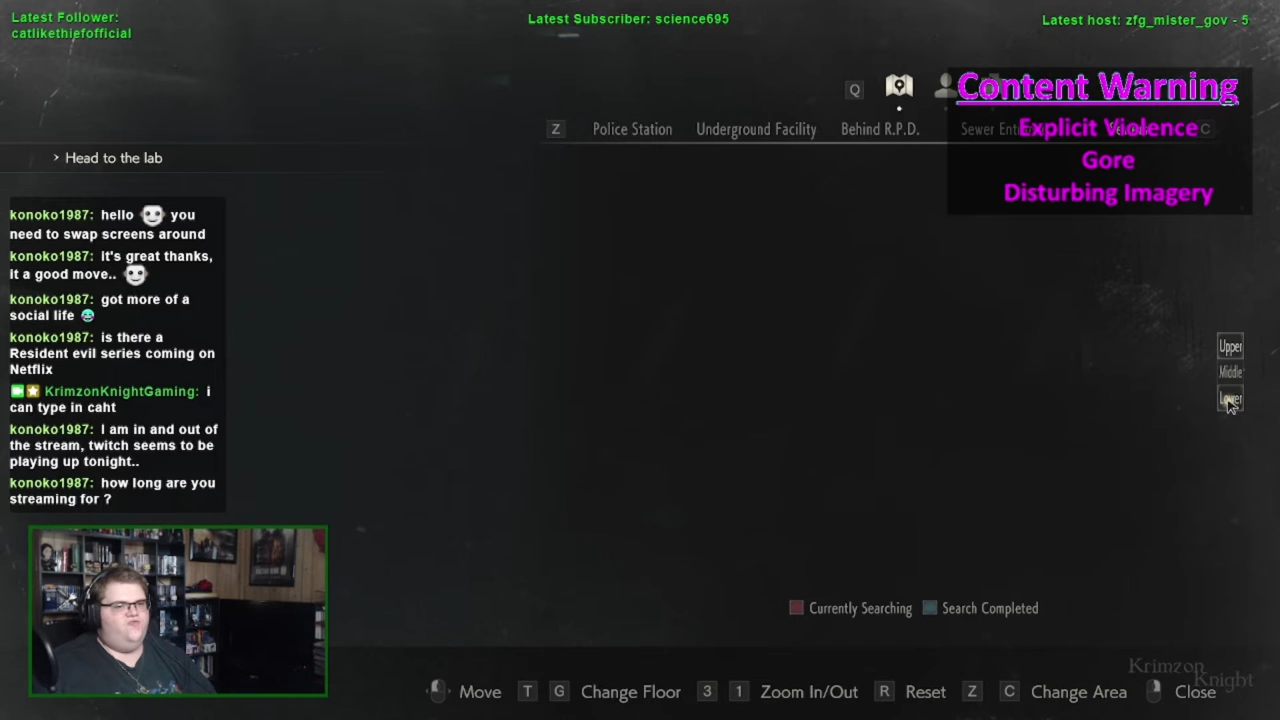 Latest Follower:
catlikethiefofficial
Latest Subscriber: science695
Latest host: zfg_mister_gov - 5
Q
Content Warning
Explicit Violence
Gore
Disturbing Imagery
Z Police Station Underground Facility Behind R.P.D. Sewer C
> Head to the lab
konoko1987: hello you
need to swap screens around
konoko1987: It's great thanks,
it a good move..
konoko1987: got more of a
social life
konoko1987: is there a
Resident evil series coming on
Netflix
KrimzonKnightGaming: i
can type in caht
konoko1987: I am in and out of
the stream, twitch seems to be
playing up tonight..
konoko1987: how long are you
streaming for ?
Upper
Middle
Lower
Currently Searching Search Completed
Krimzon
Knight
Move T G Change Floor 3 1 Zoom In/Out R Reset Z C Change Area Close